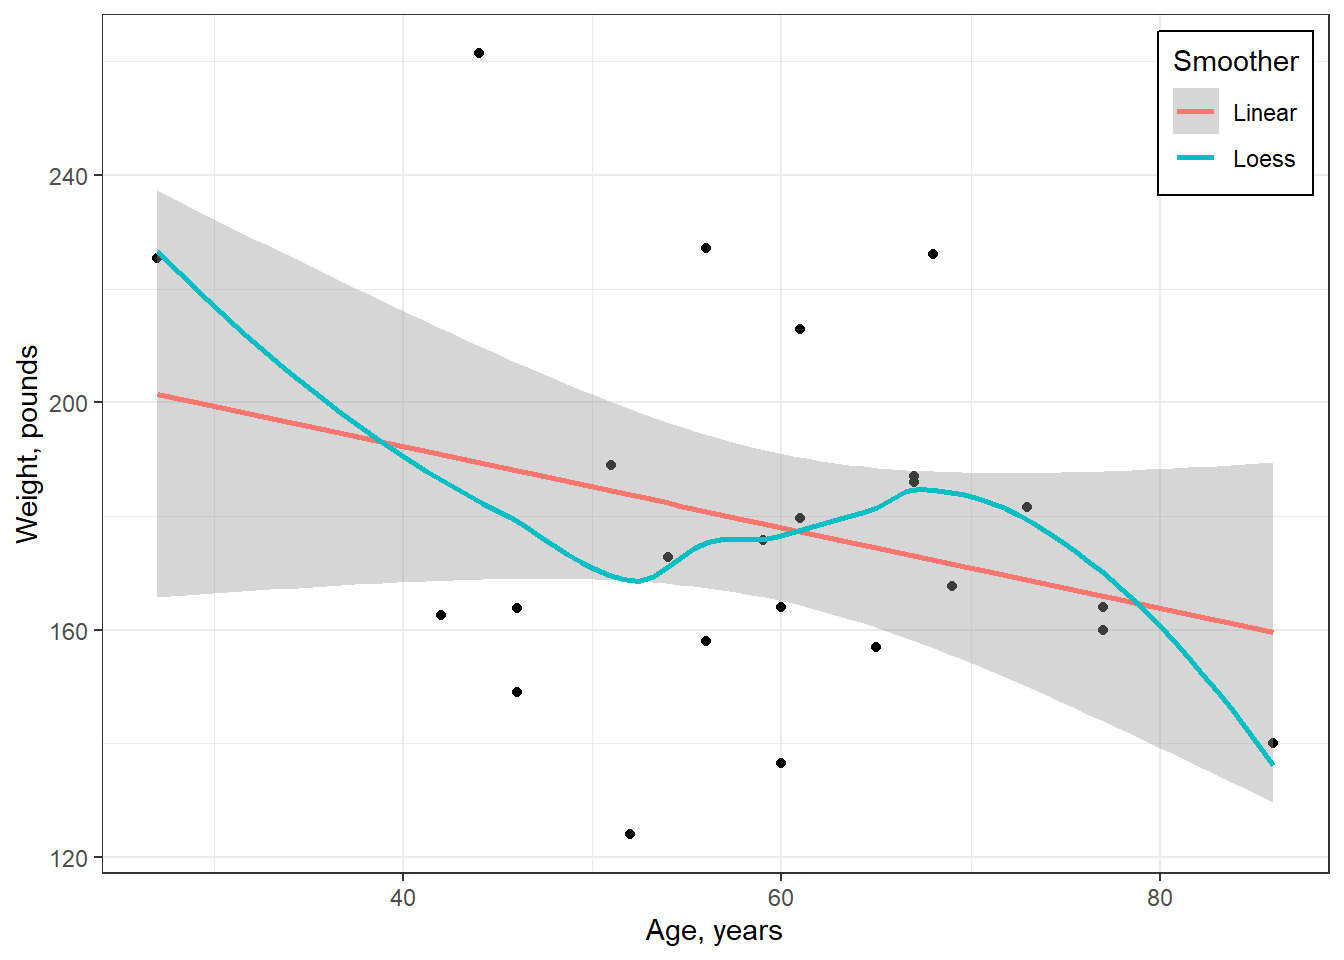 Smoother
Linear
Loess
240
200
160
120
40 60 80
Age, years
Weight, pounds